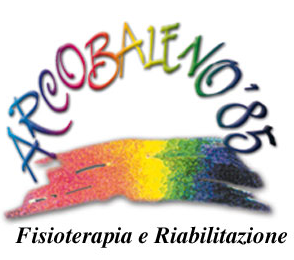 ARCOBALENO '85
Fisioterapia e Riabilitazione